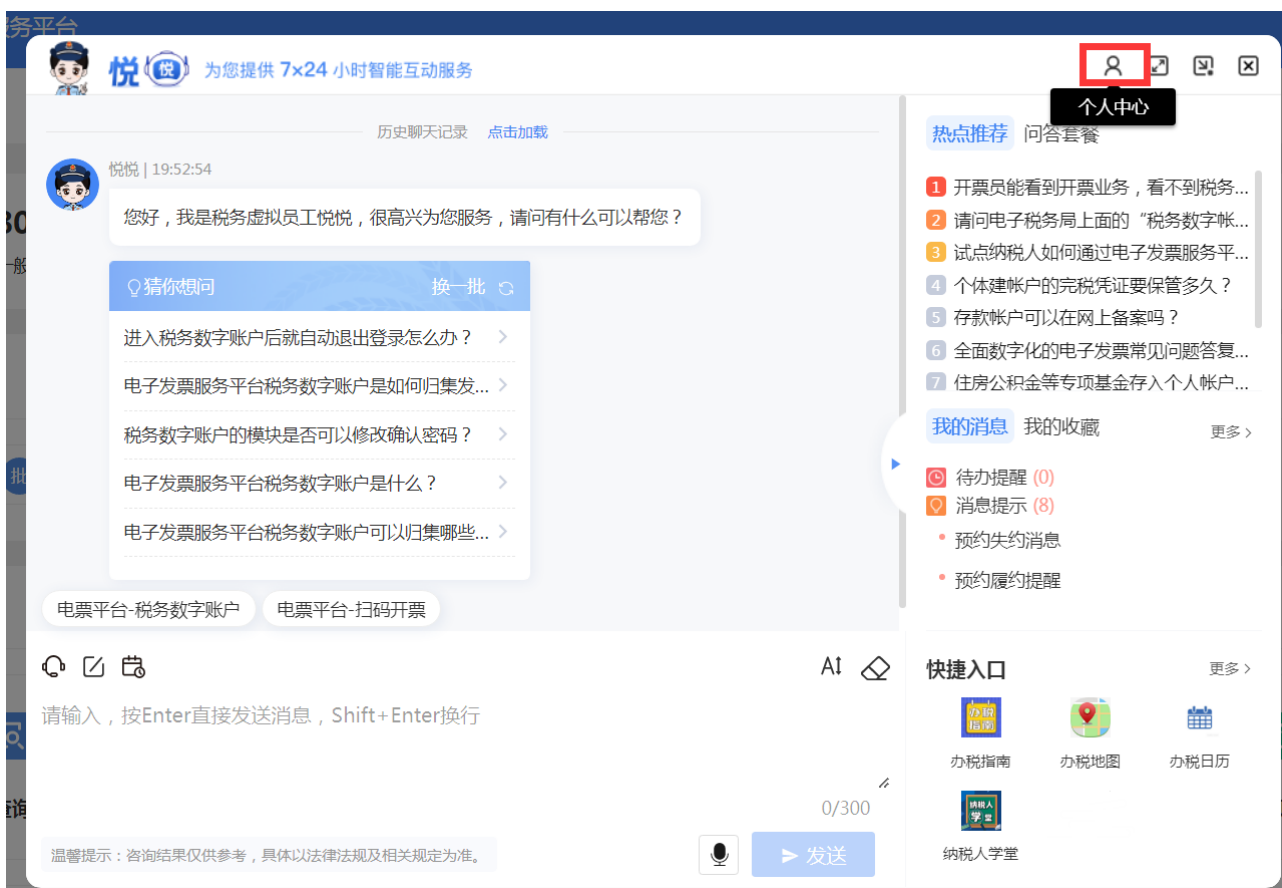 服务平台
悦 悦 为您提供 7×24 小时智能互动服务
个人中心
历史聊天记录 点击加载
悦悦 | 19:52:54
您好，我是税务虚拟员工悦悦，很高兴为您服务，请问有什么可以帮您？
猜你想问 换一批
进入税务数字账户后就自动退出登录怎么办？
电子发票服务平台税务数字账户是如何归集发...
税务数字账户的模块是否可以修改确认密码？
电子发票服务平台税务数字账户是什么？
电子发票服务平台税务数字账户可以归集哪些...
电票平台-税务数字账户 电票平台-扫码开票
请输入，按Enter直接发送消息，Shift+Enter换行
0/300
温馨提示：咨询结果仅供参考，具体以法律法规及相关规定为准。
发送
热点推荐 问答套餐
1 开票员能看到开票业务，看不到税务...
2 请问电子税务局上面的“税务数字帐...
3 试点纳税人如何通过电子发票服务平...
4 个体建帐户的完税凭证要保管多久？
5 存款帐户可以在网上备案吗？
6 全面数字化的电子发票常见问题答复...
7 住房公积金等专项基金存入个人帐户...
我的消息 我的收藏 更多
待办提醒 (0)
消息提示 (8)
预约失约消息
预约履约提醒
快捷入口 更多
办税指南 办税地图 办税日历
纳税人
学堂
纳税人学堂
一般
批
查询